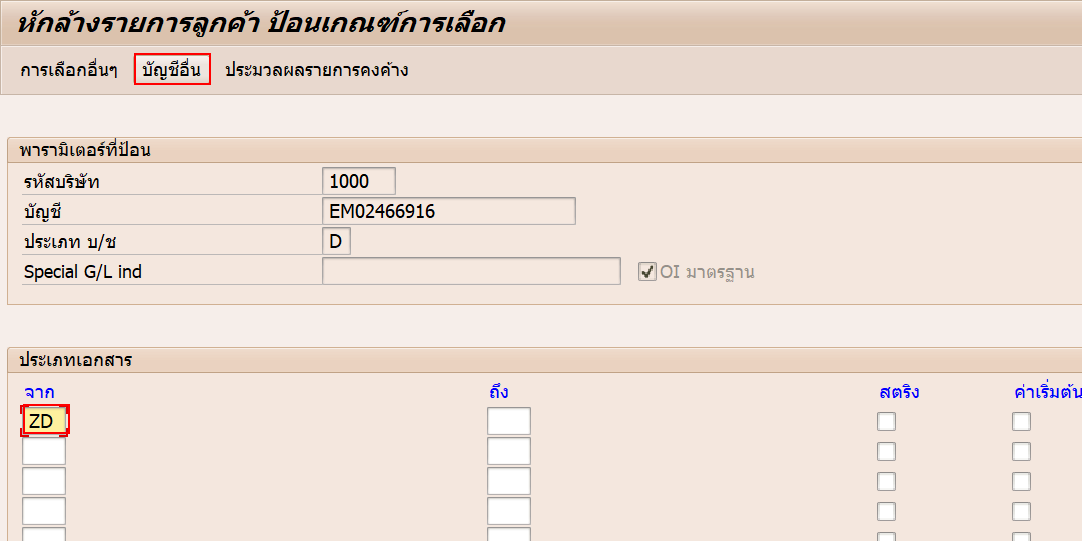 หักล้างรายการลูกค้า ป้อนเกณฑ์การเลือก
การเลือกอื่นๆ บัญชีอื่น ประมวลผลรายการคงค้าง
พารามิเตอร์ที่ป้อน
รหัสบริษัท 1000
บัญชี EM02466916
ประเภท บ/ช D
Special G/L ind OI มาตรฐาน
ประเภทเอกสาร
จาก ถึง สตริง ค่าเริ่มต้น
ZD